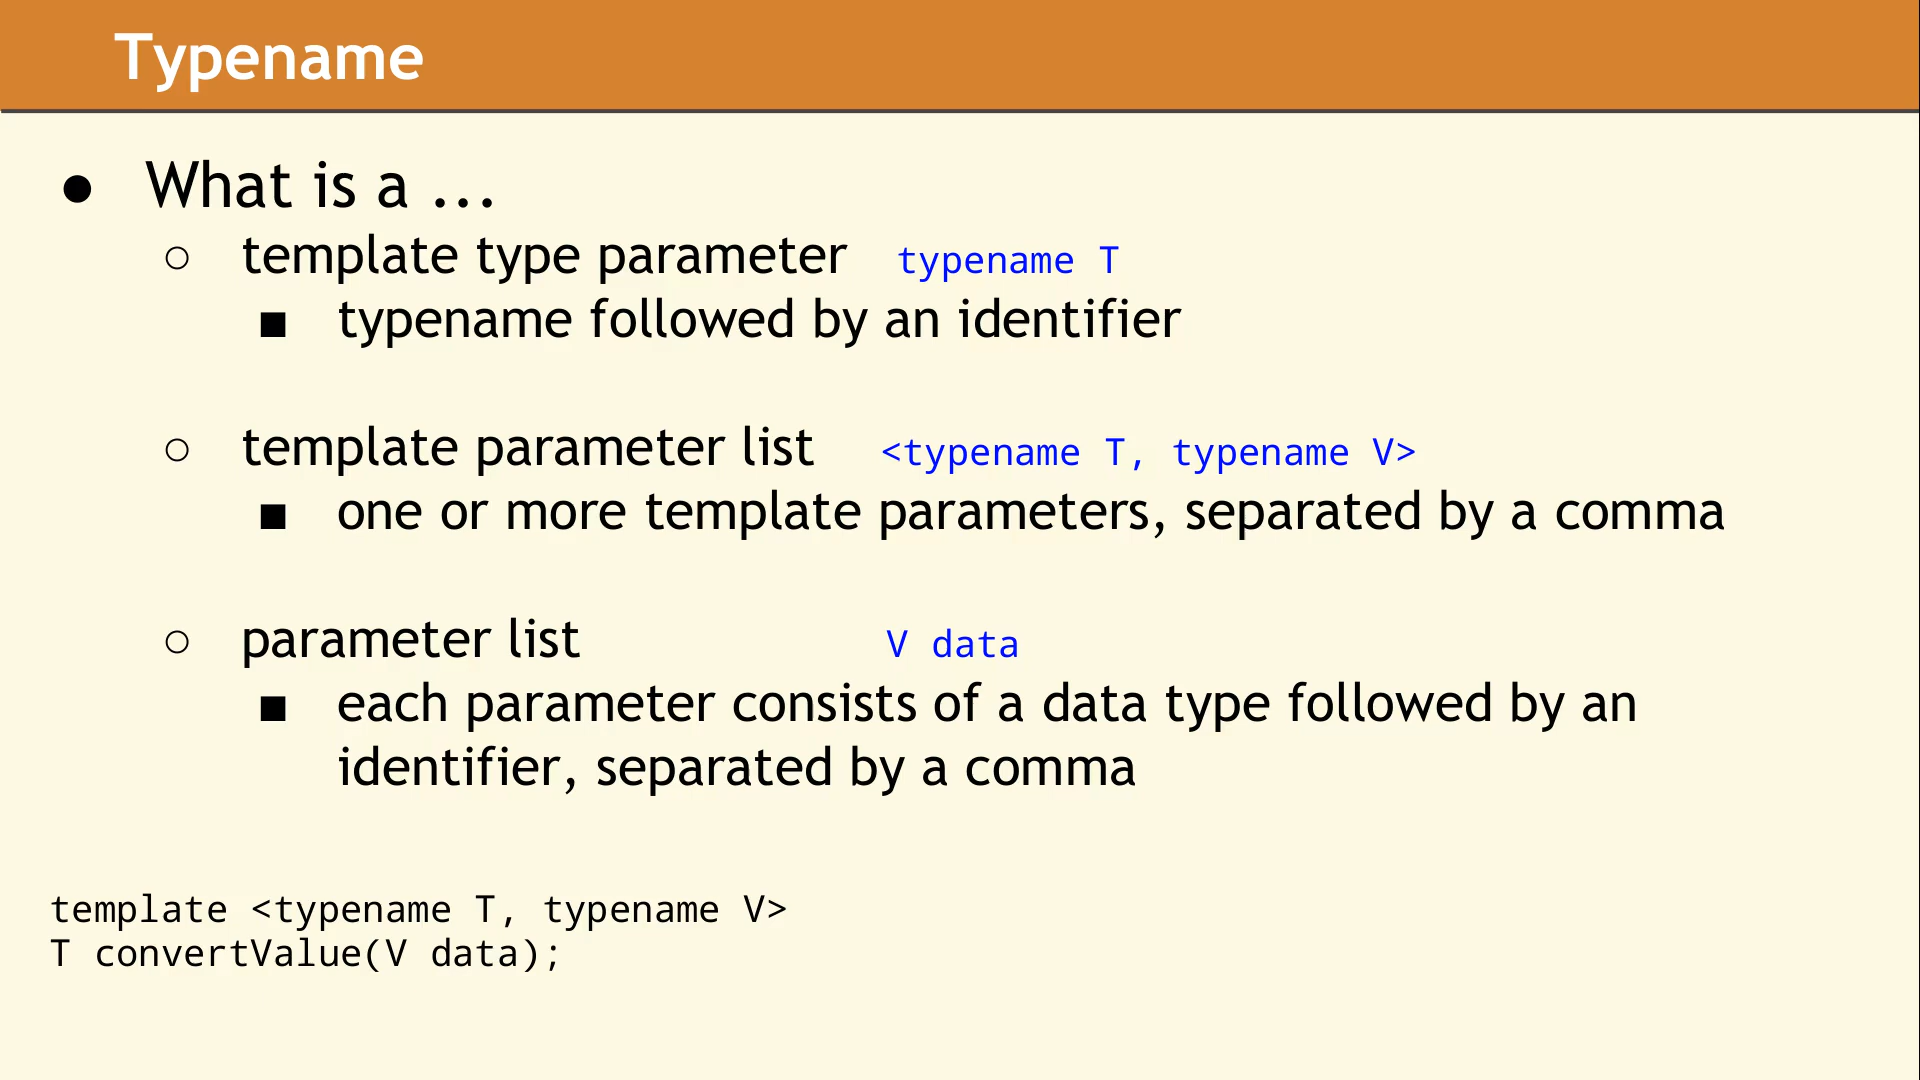 Typename
● What is a ...
○ template type parameter typename T
■ typename followed by an identifier
○ template parameter list <typename T, typename V>
■ one or more template parameters, separated by a comma
○ parameter list V data
■ each parameter consists of a data type followed by an
identifier, separated by a comma
template <typename T, typename V>
T convertValue(V data);